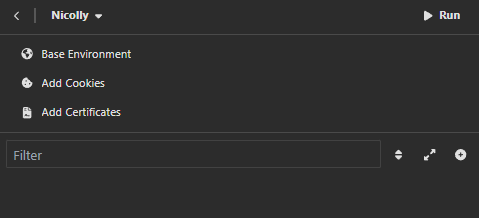 Nicolly
Run
Base Environment
Add Cookies
Add Certificates
Filter